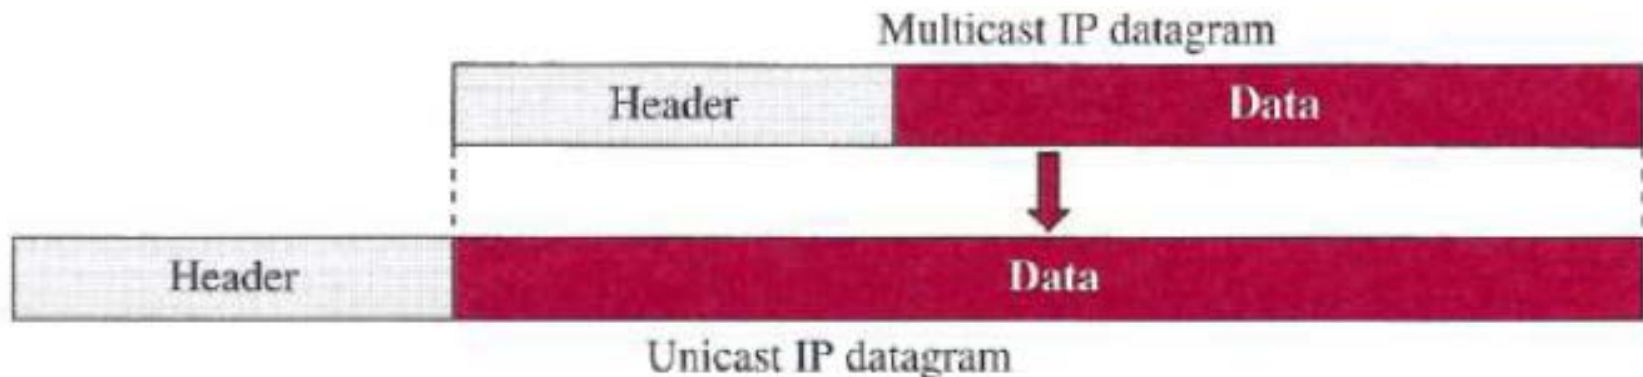 Multicast IP datagram
Header Data
Header Data
Unicast IP datagram